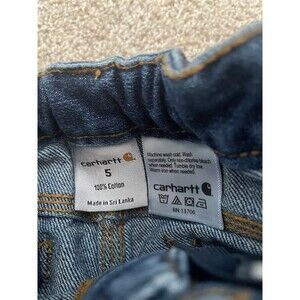 carhartt
5
100% Cotton
Made in Sri Lanka
Machine wash cold. Wash
separately. Only non-chlorine bleach
when needed. Tumble dry low.
Warm iron when needed.
carhartt
RN 13706